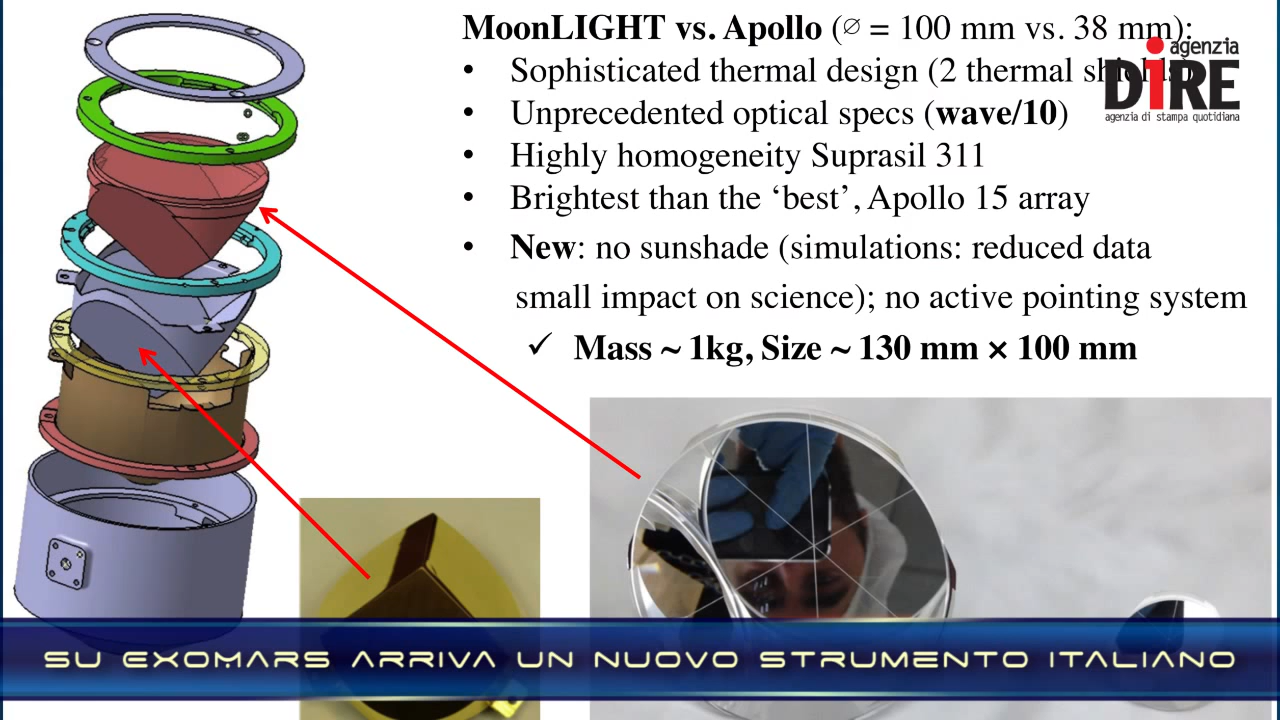 MoonLIGHT vs. Apollo (⌀ = 100 mm vs. 38 mm):
• Sophisticated thermal design (2 thermal shields)
• Unprecedented optical specs (wave/10)
• Highly homogeneity Suprasil 311
• Brightest than the ‘best’, Apollo 15 array
• New: no sunshade (simulations: reduced data
small impact on science); no active pointing system
✓ Mass ~ 1kg, Size ~ 130 mm × 100 mm
agenzia
DiRE
agenzia di stampa quotidiana
SU EXOMARS ARRIVA UN NUOVO STRUMENTO ITALIANO